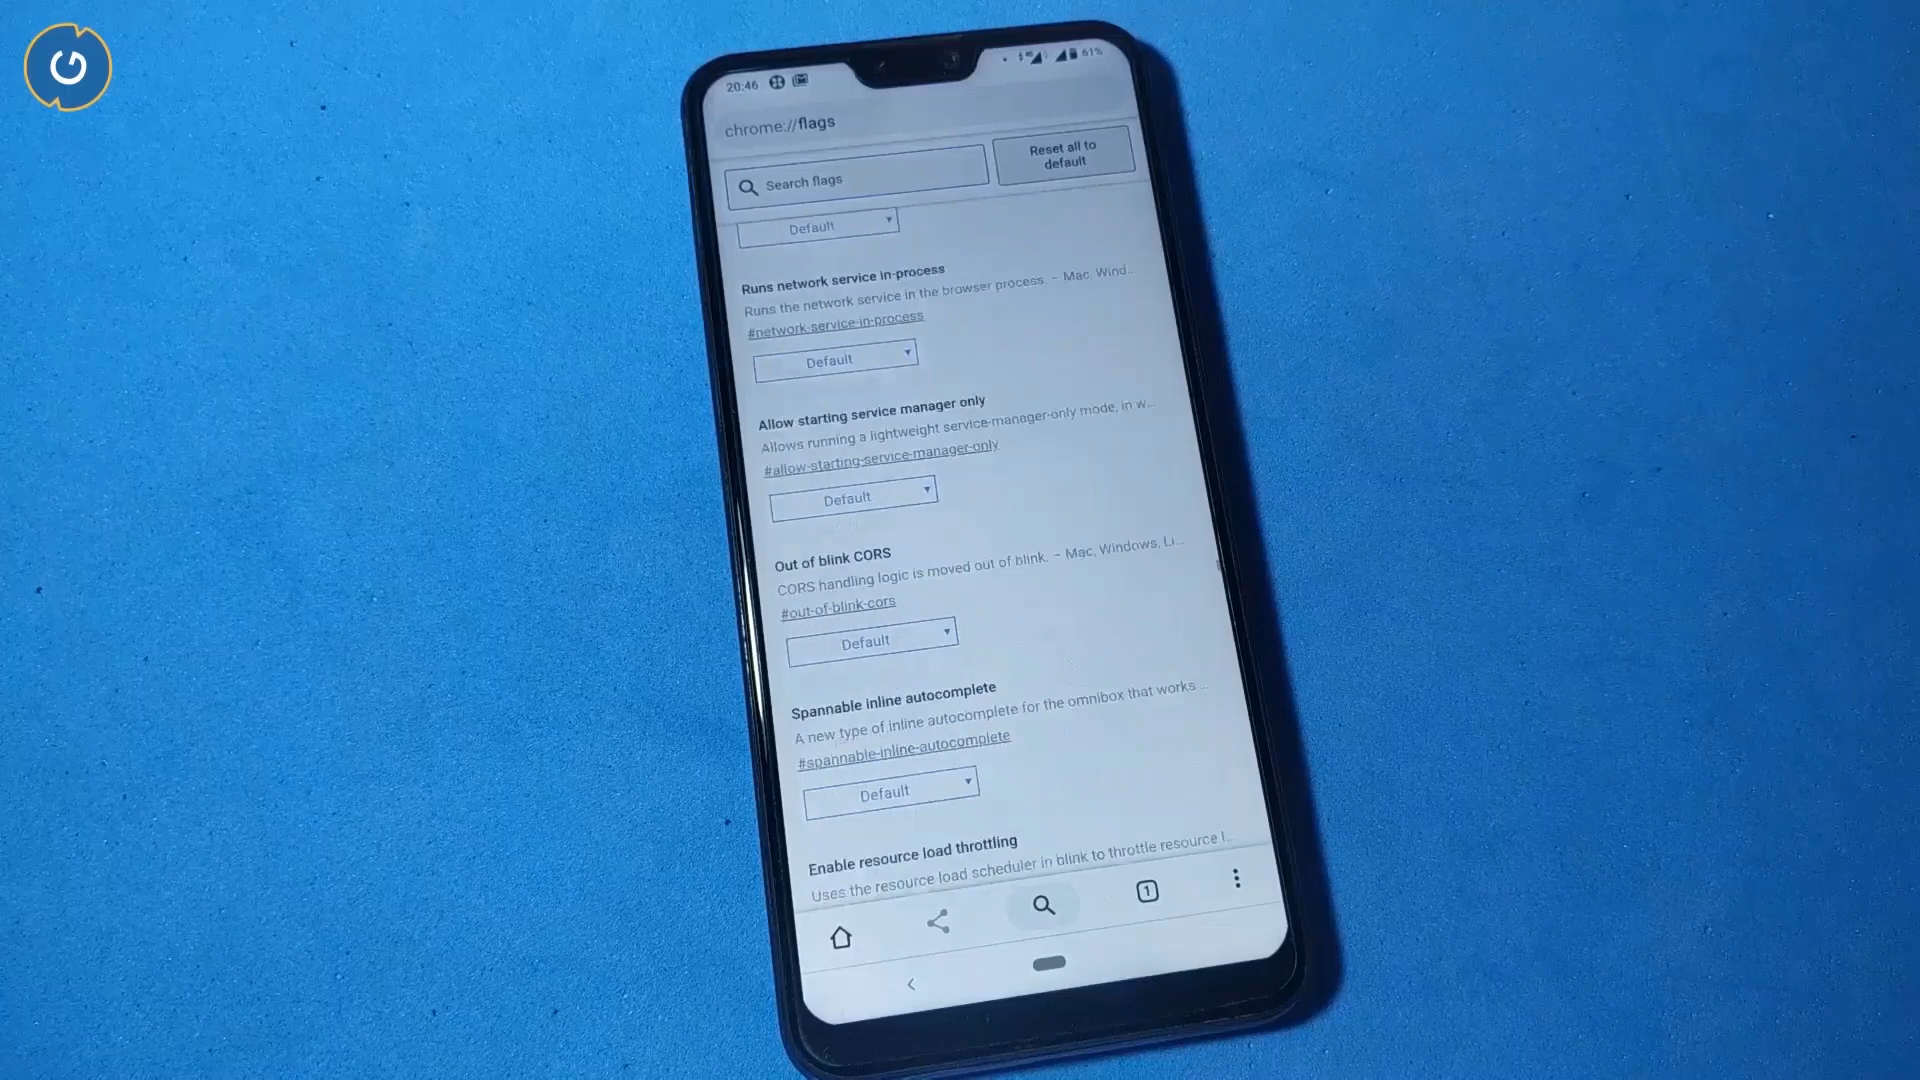 20:46
61%
chrome://flags
Search flags
Reset all to
default
Default
Runs network service in-process
Runs the network service in the browser process. – Mac, Wind...
#network-service-in-process
Default
Allow starting service manager only
Allows running a lightweight service-manager-only mode, in w...
#allow-starting-service-manager-only
Default
Out of blink CORS
CORS handling logic is moved out of blink. – Mac, Windows, Li...
#out-of-blink-cors
Default
Spannable inline autocomplete
A new type of inline autocomplete for the omnibox that works ...
#spannable-inline-autocomplete
Default
Enable resource load throttling
Uses the resource load scheduler in blink to throttle resource l...
1